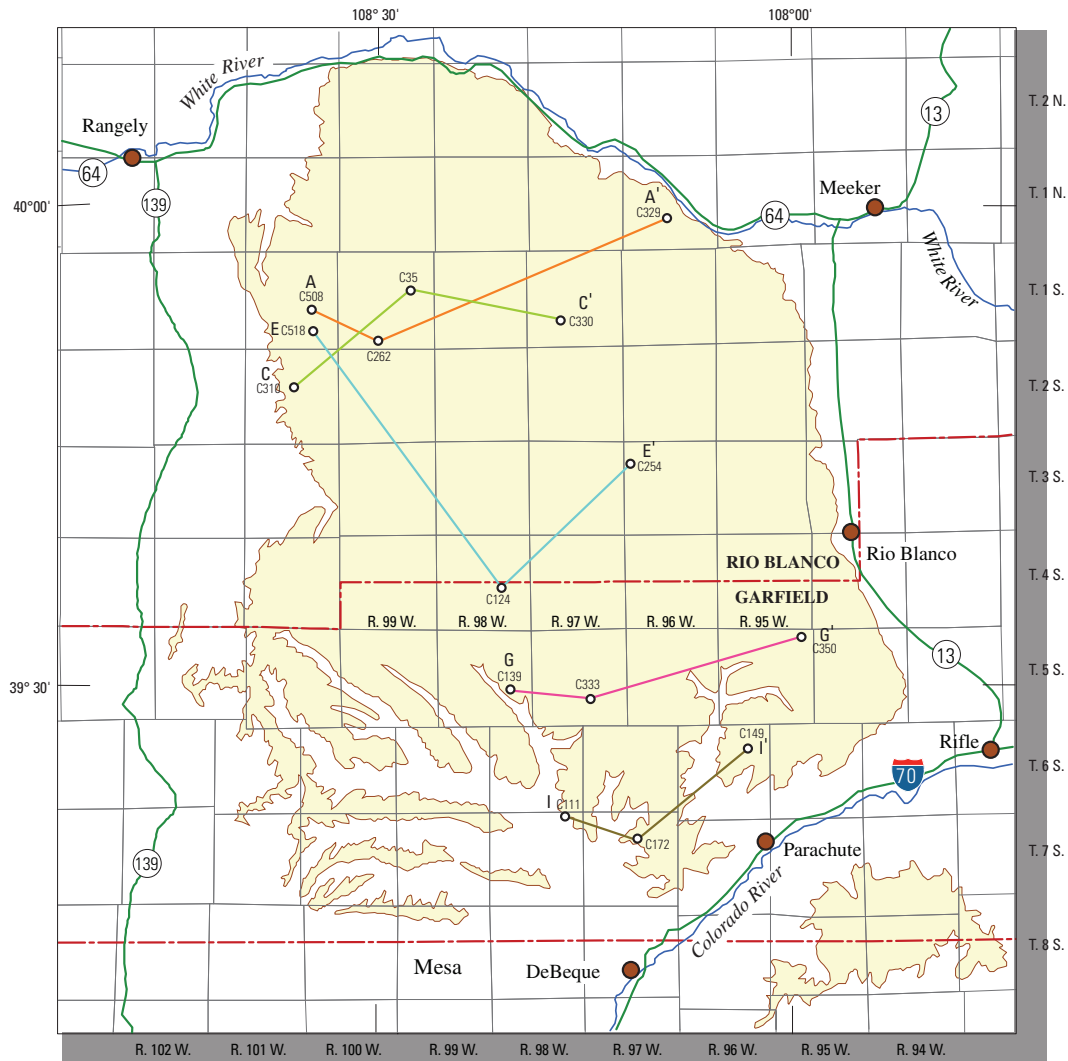 108° 30'
108° 00'
White River
T. 2 N.
13
Rangely
64
Meeker
139
A'
C329
T. 1 N.
40° 00'
64
White River
A
C508
C35
C'
C330
T. 1 S.
E
C518
C262
C
C310
T. 2 S.
E'
C254
T. 3 S.
Rio Blanco
RIO BLANCO
T. 4 S.
C124
GARFIELD
R. 99 W.
R. 98 W.
R. 97 W.
R. 96 W.
R. 95 W.
G'
C350
13
T. 5 S.
G
C139
C333
39° 30'
C149
I'
Rifle
T. 6 S.
70
I
C111
C172
Parachute
T. 7 S.
139
Colorado River
T. 8 S.
Mesa
DeBeque
R. 102 W.
R. 101 W.
R. 100 W.
R. 99 W.
R. 98 W.
R. 97 W.
R. 96 W.
R. 95 W.
R. 94 W.